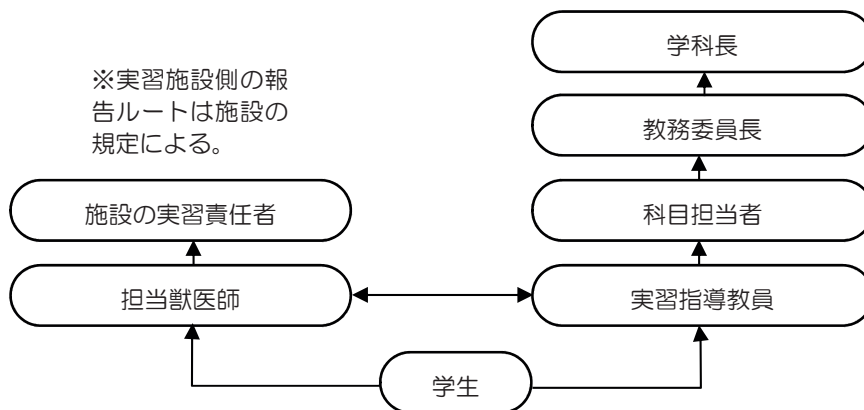 学科長
※実習施設側の報
告ルートは施設の
規定による。
教務委員長
施設の実習責任者
科目担当者
担当獣医師
実習指導教員
学生